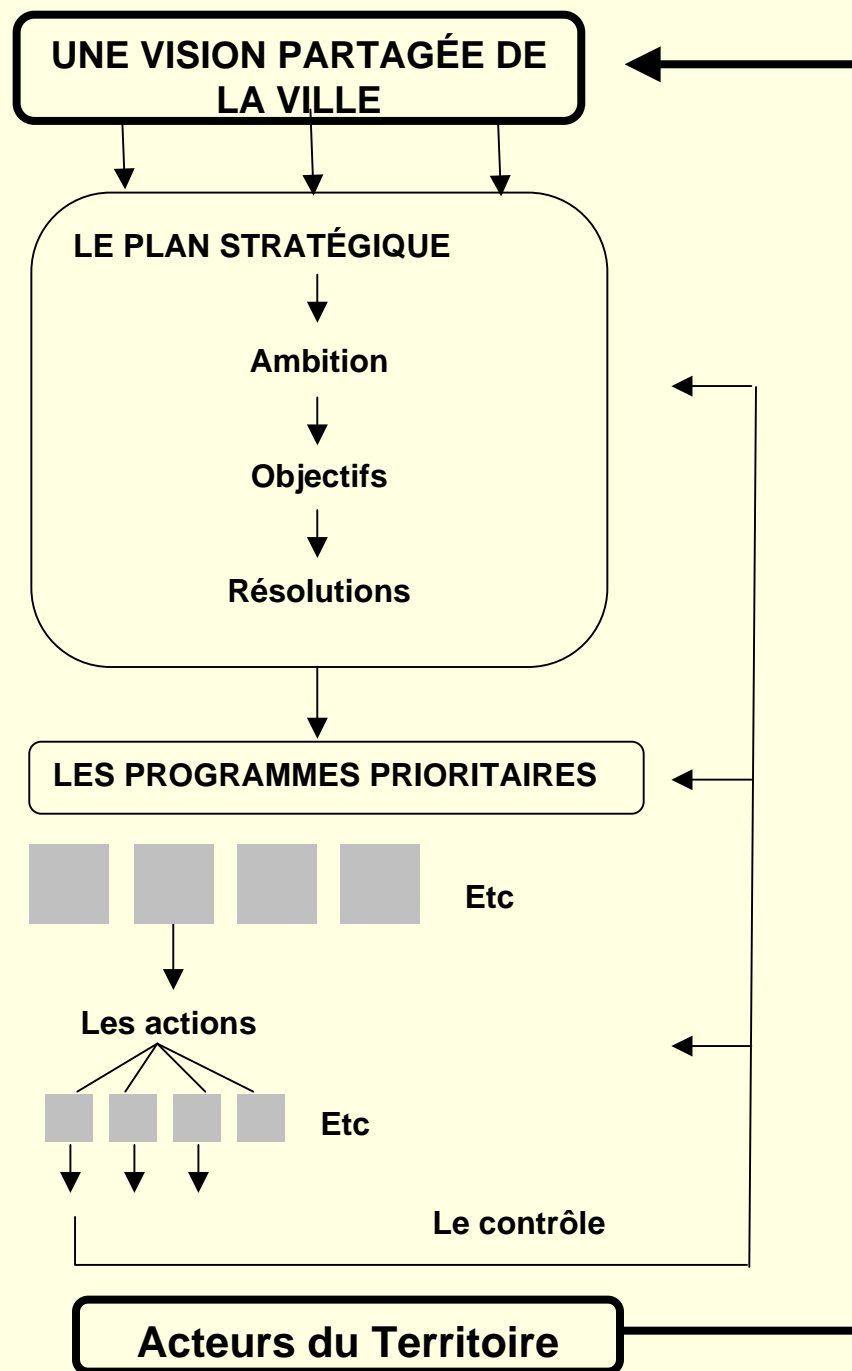 UNE VISION PARTAGÉE DE
LA VILLE
LE PLAN STRATÉGIQUE
Ambition
Objectifs
Résolutions
LES PROGRAMMES PRIORITAIRES
Etc
Les actions
Etc
Le contrôle
Acteurs du Territoire